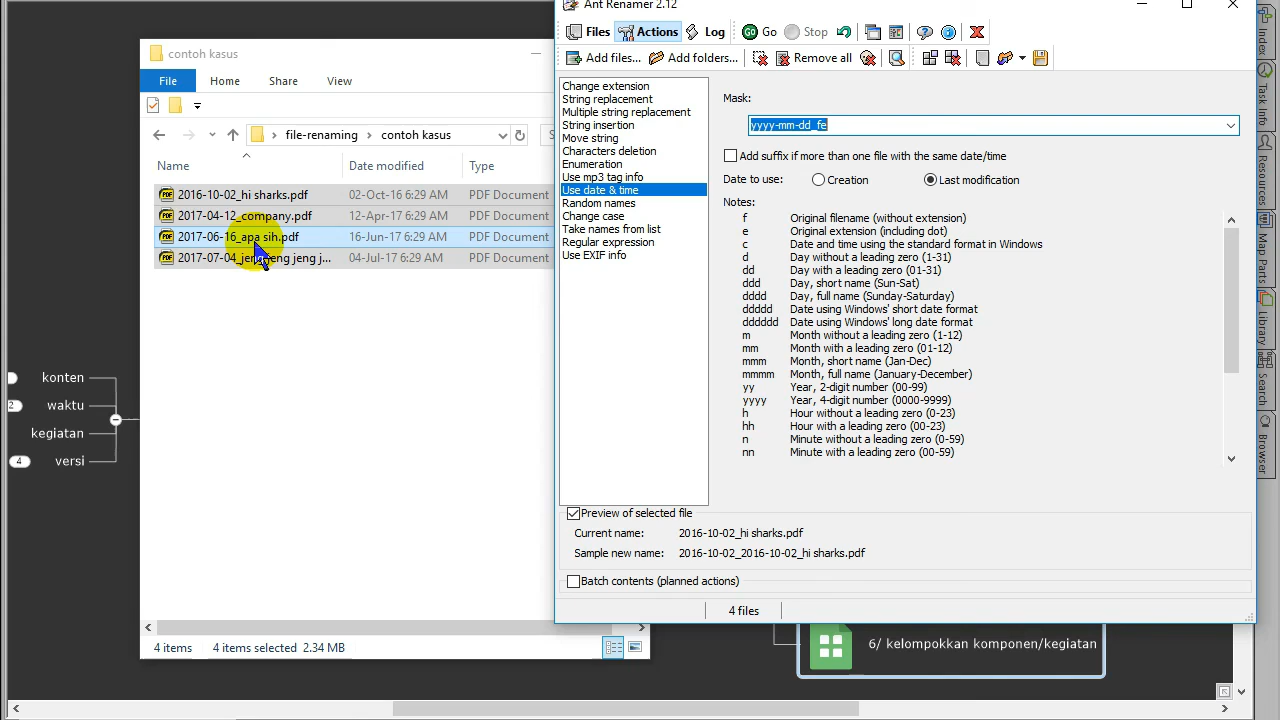 Ant Renamer 2.12
contoh kasus
File Home Share View
file-renaming contoh kasus S
Name Date modified Type
2016-10-02_hi sharks.pdf 02-Oct-16 6:29 AM PDF Document
2017-04-12_company.pdf 12-Apr-17 6:29 AM PDF Document
2017-06-16_apa sih.pdf 16-Jun-17 6:29 AM PDF Document
2017-07-04_jeng jeng jeng j... 04-Jul-17 6:29 AM PDF Document
4 items 4 items selected 2.34 MB
konten
2 waktu
kegiatan
4 versi
Files Actions Log Go Stop
Add files... Add folders... Remove all
Change extension
String replacement
Multiple string replacement
String insertion
Move string
Characters deletion
Enumeration
Use mp3 tag info
Use date & time
Random names
Change case
Take names from list
Regular expression
Use EXIF info
Mask:
yyyy-mm-dd_fe
Add suffix if more than one file with the same date/time
Date to use: Creation Last modification
Notes:
f Original filename (without extension)
e Original extension (including dot)
c Date and time using the standard format in Windows
d Day without a leading zero (1-31)
dd Day with a leading zero (01-31)
ddd Day, short name (Sun-Sat)
dddd Day, full name (Sunday-Saturday)
ddddd Date using Windows' short date format
dddddd Date using Windows' long date format
m Month without a leading zero (1-12)
mm Month with a leading zero (01-12)
mmm Month, short name (Jan-Dec)
mmmm Month, full name (January-December)
yy Year, 2-digit number (00-99)
yyyy Year, 4-digit number (0000-9999)
h Hour without a leading zero (0-23)
hh Hour with a leading zero (00-23)
n Minute without a leading zero (0-59)
nn Minute with a leading zero (00-59)
Preview of selected file
Current name: 2016-10-02_hi sharks.pdf
Sample new name: 2016-10-02_2016-10-02_hi sharks.pdf
Batch contents (planned actions)
4 files
6/ kelompokkan komponen/kegiatan
Index
Task Info
Map Parts
Library
Search
Browser